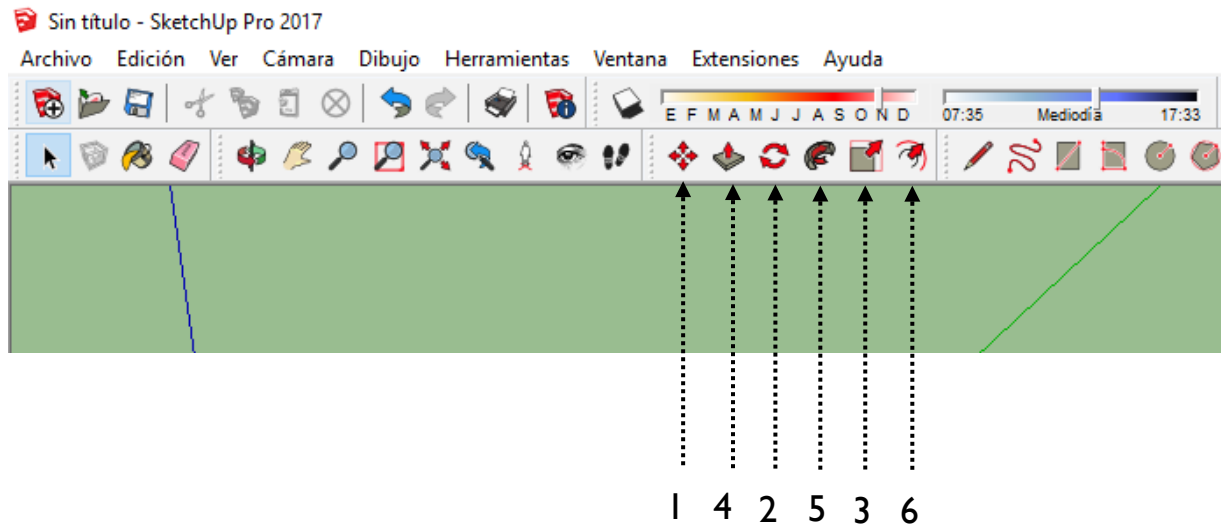 Sin título - SketchUp Pro 2017
Archivo Edición Ver Cámara Dibujo Herramientas Ventana Extensiones Ayuda
E F M A M J J A S O N D 07:35 Mediodía 17:33
1 4 2 5 3 6